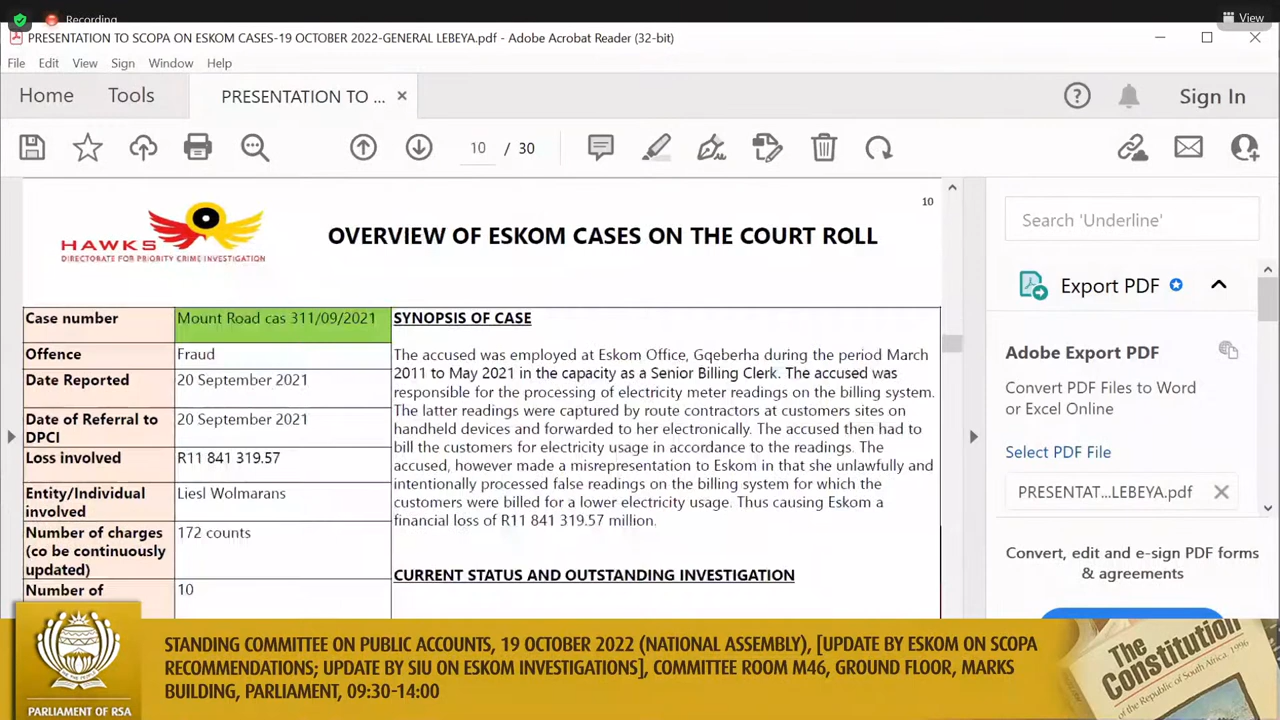 Recording
View
PRESENTATION TO SCOPA ON ESKOM CASES-19 OCTOBER 2022-GENERAL LEBEYA.pdf - Adobe Acrobat Reader (32-bit)
File Edit View Sign Window Help
Home Tools PRESENTATION TO ... Sign In
10 / 30
10
HAWKS
DIRECTORATE FOR PRIORITY CRIME INVESTIGATION
OVERVIEW OF ESKOM CASES ON THE COURT ROLL
Case number Mount Road cas 311/09/2021
Offence Fraud
Date Reported 20 September 2021
Date of Referral to
DPCI
20 September 2021
Loss involved R11 841 319.57
Entity/Individual
involved
Liesl Wolmarans
Number of charges
(co be continuously
updated)
172 counts
Number of 10
SYNOPSIS OF CASE
The accused was employed at Eskom Office, Gqeberha during the period March
2011 to May 2021 in the capacity as a Senior Billing Clerk. The accused was
responsible for the processing of electricity meter readings on the billing system.
The latter readings were captured by route contractors at customers sites on
handheld devices and forwarded to her electronically. The accused then had to
bill the customers for electricity usage in accordance to the readings. The
accused, however made a misrepresentation to Eskom in that she unlawfully and
intentionally processed false readings on the billing system for which the
customers were billed for a lower electricity usage. Thus causing Eskom a
financial loss of R11 841 319.57 million.
CURRENT STATUS AND OUTSTANDING INVESTIGATION
Search 'Underline'
Export PDF
Adobe Export PDF
Convert PDF Files to Word
or Excel Online
Select PDF File
PRESENTAT...LEBEYA.pdf
Convert, edit and e-sign PDF forms
& agreements
PARLIAMENT OF RSA
STANDING COMMITTEE ON PUBLIC ACCOUNTS, 19 OCTOBER 2022 (NATIONAL ASSEMBLY), [UPDATE BY ESKOM ON SCOPA
RECOMMENDATIONS; UPDATE BY SIU ON ESKOM INVESTIGATIONS], COMMITTEE ROOM M46, GROUND FLOOR, MARKS
BUILDING, PARLIAMENT, 09:30-14:00
The
Constitution
of the Republic of South Africa, 1996